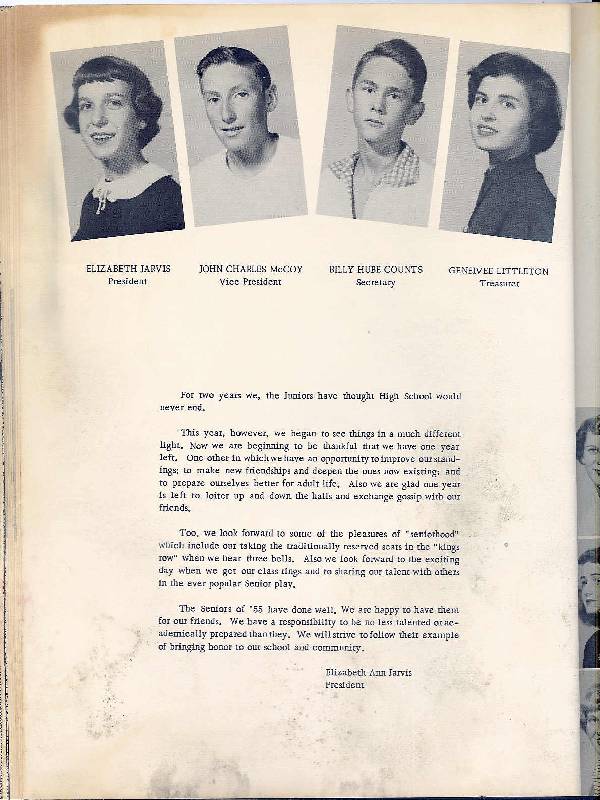 ELIZABETH JARVIS
President
JOHN CHARLES McCOY
Vice President
BILLY HUBE COUNTS
Secretary
GENEIVEE LITTLETON
Treasurer
For two years we, the Juniors have thought High School would
never end.
This year, however, we began to see things in a much different
light. Now we are beginning to be thankful that we have one year
left. One other in which we have an opportunity to improve our stand-
ings; to make new friendships and deepen the ones now existing; and
to prepare ourselves better for adult life. Also we are glad one year
is left to loiter up and down the halls and exchange gossip with our
friends.
Too, we look forward to some of the pleasures of "seniorhood"
which include our taking the traditionally reserved seats in the "kings
row" when we hear three bells. Also we look forward to the exciting
day when we get our class rings and to sharing our talent with others
in the ever popular Senior play.
The Seniors of '55 have done well. We are happy to have them
for our friends. We have a responsibility to be no less talented or ac-
ademically prepared than they. We will strive to follow their example
of bringing honor to our school and community.
Elizabeth Ann Jarvis
President